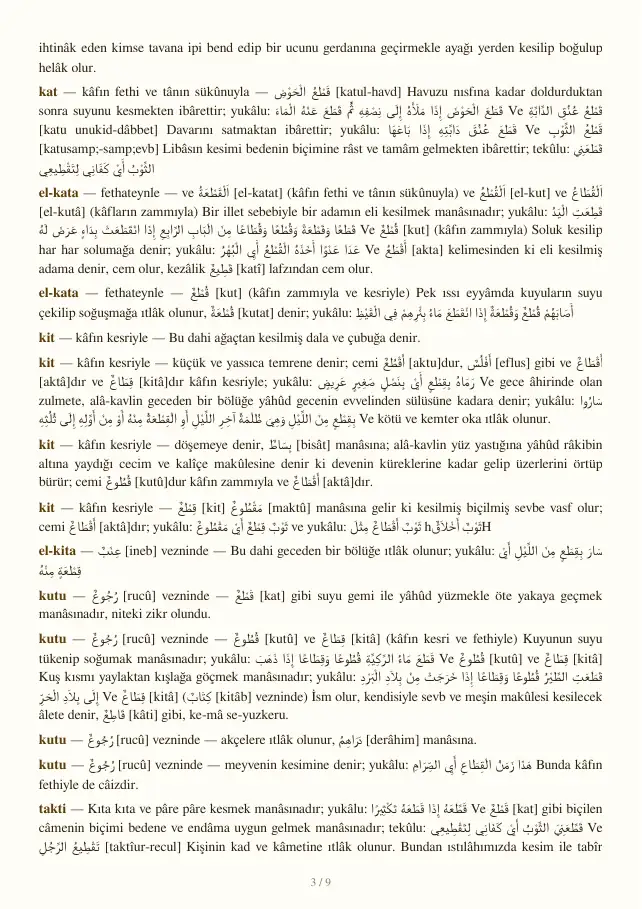 ihtinâk eden kimse tavana ipi bend edip bir ucunu gerdanına geçirmekle ayağı yerden kesilip boğulup
helâk olur.
kat — kâfın fethi ve tânın sükûnuyla — قَطْعُ الْحَوْضِ [katul-havd] Havuzu nısfına kadar doldurduktan
sonra suyunu kesmekten ibârettir; yukâlu: قَطَعَ الْحَوْضَ إِذَا مَلَأَهُ إِلَى نِصْفِهِ ثُمَّ قَطَعَ عَنْهُ الْمَاءَ Ve قَطْعُ عُنُقِ الدَّابَّةِ
[katu unukid-dâbbet] Davarını satmaktan ibârettir; yukâlu: قَطَعَ عُنُقَ دَابَّتِهِ إِذَا بَاعَهَا Ve قَطْعُ الثَّوْبِ
[katusamp;-samp;evb] Libâsın kesimi bedenin biçimine râst ve tamâm gelmekten ibârettir; tekûlu: قَطَعَنِي
الثَّوْبُ أَيْ كَفَانِي لِتَقْطِيعِي
el-kata — fethateynle — ve اَلْقَطَعَةُ [el-katat] (kâfın fethi ve tânın sükûnuyla) ve اَلْقُطْعُ [el-kut] ve اَلْقُطَاعُ
[el-kutâ] (kâfların zammıyla) Bir illet sebebiyle bir adamın eli kesilmek manâsınadır; yukâlu: قَطِعَتِ الْيَدُ
قَطَعًا وَقَطْعَةً وَقُطْعًا وَقُطَاعًا مِنَ الْبَابِ الرَّابِعِ إِذَا انْقَطَعَتْ بِدَاءٍ عَرَضَ لَهُ Ve قُطْعٌ [kut] (kâfın zammıyla) Soluk kesilip
har har solumağa denir; yukâlu: عَدَا عَدْوًا أَخَذَهُ الْقُطْعُ أَيِ الْبُهْرُ Ve أَقْطَعُ [akta] kelimesinden ki eli kesilmiş
adama denir, cem olur, kezâlik قَطِيعٌ [katî] lafzından cem olur.
el-kata — fethateynle — قُطْعٌ [kut] (kâfın zammıyla ve kesriyle) Pek ıssı eyyâmda kuyuların suyu
çekilip soğuşmağa ıtlâk olunur, قُطْعَةٌ [kutat] denir; yukâlu: أَصَابَهُمْ قُطْعٌ وَقُطْعَةٌ إِذَا انْقَطَعَ مَاءُ بِئْرِهِمْ فِي الْقَيْظِ
kit — kâfın kesriyle — Bu dahi ağaçtan kesilmiş dala ve çubuğa denir.
kit — kâfın kesriyle — küçük ve yassıca temrene denir; cemi أَقْطُعٌ [aktu]dur, أَفْلُسٌ [eflus] gibi ve أَقْطَاعٌ
[aktâ]dır ve قِطَاعٌ [kitâ]dır kâfın kesriyle; yukâlu: رَمَاهُ بِقِطْعٍ أَيْ بِنَصْلٍ صَغِيرٍ عَرِيضٍ Ve gece âhirinde olan
zulmete, alâ-kavlin geceden bir bölüğe yâhûd gecenin evvelinden sülüsüne kadara denir; yukâlu: سَارُوا
بِقِطْعٍ مِنَ اللَّيْلِ وَهِيَ ظُلْمَةُ آخِرِ اللَّيْلِ أَوِ الْقِطْعَةُ مِنْهُ أَوْ مِنْ أَوَّلِهِ إِلَى ثُلُثِهِ Ve kötü ve kemter oka ıtlâk olunur.
kit — kâfın kesriyle — döşemeye denir, بِسَاطٌ [bisât] manâsına; alâ-kavlin yüz yastığına yâhûd râkibin
altına yaydığı cecim ve kalîçe makûlesine denir ki devenin küreklerine kadar gelip üzerlerini örtüp
bürür; cemi قُطُوعٌ [kutû]dur kâfın zammıyla ve أَقْطَاعٌ [aktâ]dır.
kit — kâfın kesriyle — قِطْعٌ [kit] مَقْطُوعٌ [maktû] manâsına gelir ki kesilmiş biçilmiş sevbe vasf olur;
cemi أَقْطَاعٌ [aktâ]dır; yukâlu: ثَوْبٌ قِطْعٌ أَيْ مَقْطُوعٌ ve yukâlu: ثَوْبٌ أَقْطَاعٌ مِثْلَ hثَوْبٌ أَخْلَاقٌH
el-kita — عِنَبٌ [ineb] vezninde — Bu dahi geceden bir bölüğe ıtlâk olunur; yukâlu: سَارَ بِقِطَعٍ مِنَ اللَّيْلِ أَيْ
قِطْعَةٍ مِنْهُ
kutu — رُجُوعٌ [rucû] vezninde — قَطْعٌ [kat] gibi suyu gemi ile yâhûd yüzmekle öte yakaya geçmek
manâsınadır, niteki zikr olundu.
kutu — رُجُوعٌ [rucû] vezninde — قُطُوعٌ [kutû] ve قِطَاعٌ [kitâ] (kâfın kesri ve fethiyle) Kuyunun suyu
tükenip soğumak manâsınadır; yukâlu: قَطَعَ مَاءُ الرَّكِيَّةِ قُطُوعًا وَقِطَاعًا إِذَا ذَهَبَ Ve قُطُوعٌ [kutû] ve قِطَاعٌ [kitâ]
Kuş kısmı yaylaktan kışlağa göçmek manâsınadır; yukâlu: قَطَعَتِ الطَّيْرُ قُطُوعًا وَقِطَاعًا إِذَا خَرَجَتْ مِنْ بِلاَدِ الْبَرْدِ
إِلَى بِلاَدِ الْحَرِّ Ve قِطَاعٌ [kitâ] (كِتَابٌ [kitâb] vezninde) İsm olur, kendisiyle sevb ve meşin makûlesi kesilecek
âlete denir, قَاطِعٌ [kâti] gibi, ke-mâ se-yuzkeru.
kutu — رُجُوعٌ [rucû] vezninde — akçelere ıtlâk olunur, دَرَاهِمُ [derâhim] manâsına.
kutu — رُجُوعٌ [rucû] vezninde — meyvenin kesimine denir; yukâlu: هَذَا زَمَنُ الْقِطَاعِ أَيِ الصِّرَامِ Bunda kâfın
fethiyle de câizdir.
takti — Kıta kıta ve pâre pâre kesmek manâsınadır; yukâlu: قَطَّعَهُ إِذَا قَطَعَهُ تَكْثِيرًا Ve قَطْعٌ [kat] gibi biçilen
câmenin biçimi bedene ve endâma uygun gelmek manâsınadır; tekûlu: قَطَّعَنِيَ الثَّوْبُ أَيْ كَفَانِي لِتَقْطِيعِي Ve
تَقْطِيعُ الرَّجُلِ [taktîur-recul] Kişinin kad ve kâmetine ıtlâk olunur. Bundan ıstılâhımızda kesim ile tabîr
3 / 9